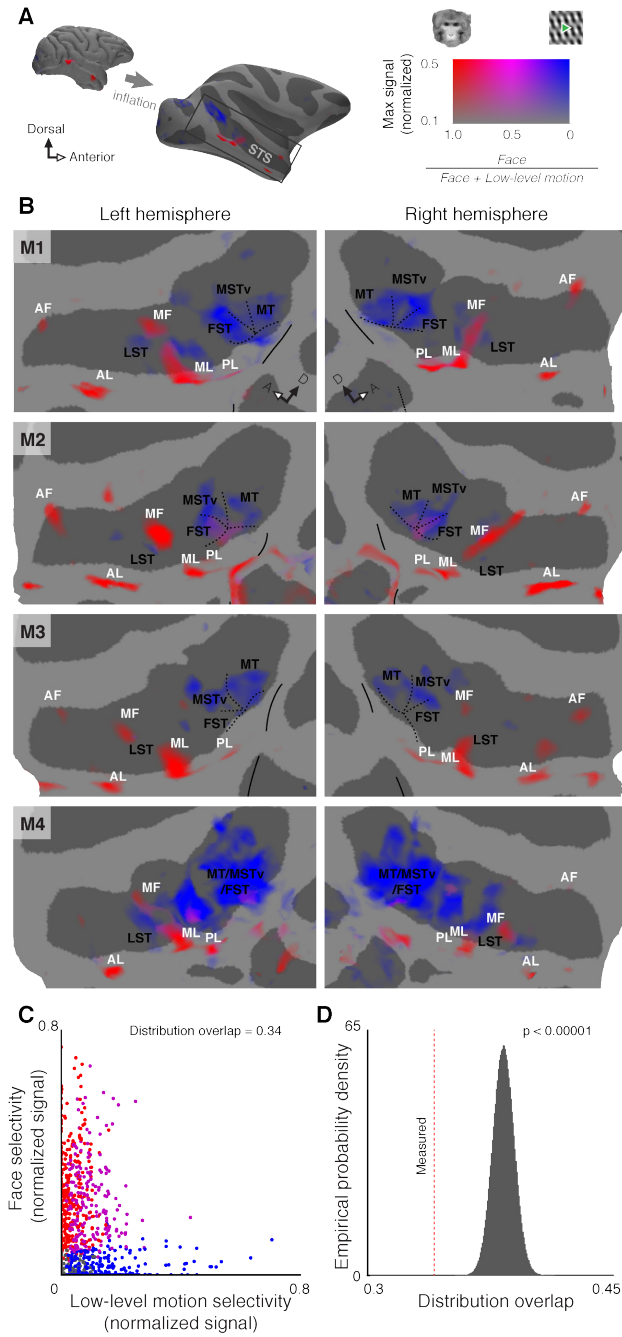 A
inflation
Dorsal
Anterior
STS
Max signal
(normalized)
0.5
0.1
1.0
0.5
0
Face
Face + Low-level motion
B
Left hemisphere
Right hemisphere
M1
AF
MF
MSTv
MT
FST
LST
ML
PL
AL
A
D
MT
MSTv
FST
MF
AF
LST
PL
ML
AL
D
A
M2
AF
MF
MSTv
MT
FST
LST
ML
PL
AL
MT
MSTv
FST
MF
AF
PL
ML
LST
AL
M3
AF
MF
MSTv
MT
FST
LST
ML
PL
AL
MT
MSTv
FST
MF
AF
PL
ML
LST
AL
M4
MT/MSTv
/FST
MF
LST
ML
PL
AL
MT/MSTv
/FST
AF
MF
ML
PL
LST
AL
C
0.8
Distribution overlap = 0.34
Face selectivity
(normalized signal)
0
0.8
Low-level motion selectivity
(normalized signal)
D
65
p < 0.00001
Measured
Empirical probability density
0
0.3
0.45
Distribution overlap